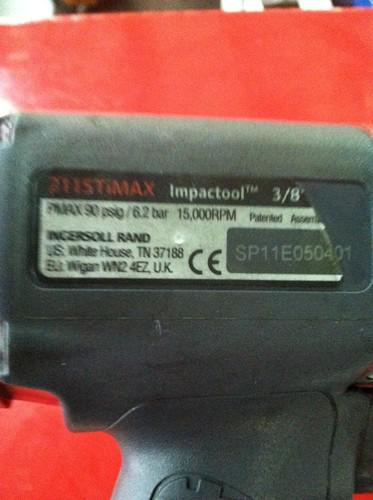 2115TiMAX Impactool™ 3/8"
PMAX 90 psig / 6.2 bar 15,000RPM Patented Assem
INGERSOLL RAND
US: White House, TN 37188
EU: Wigan WN2 4EZ, U.K.
CE
SP11E050401